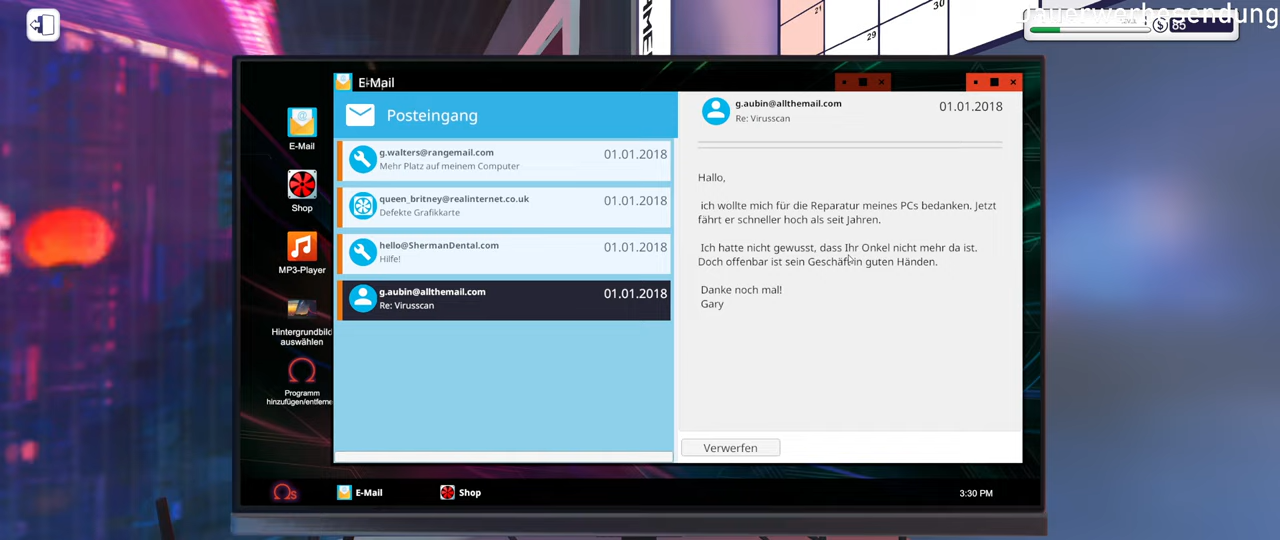 Dauerwerbesendung
85
21
30
29
E-Mail
Posteingang
g.walters@rangemail.com
01.01.2018
Mehr Platz auf meinem Computer
queen_britney@realinternet.co.uk
01.01.2018
Defekte Grafikkarte
hello@ShermanDental.com
01.01.2018
Hilfe!
g.aubin@allthemail.com
01.01.2018
Re: Virusscan
g.aubin@allthemail.com
01.01.2018
Re: Virusscan
Hallo,
ich wollte mich für die Reparatur meines PCs bedanken. Jetzt
fährt er schneller hoch als seit Jahren.
Ich hatte nicht gewusst, dass Ihr Onkel nicht mehr da ist.
Doch offenbar ist sein Geschäft in guten Händen.
Danke noch mal!
Gary
Verwerfen
E-Mail
Shop
MP3-Player
Hintergrundbild
auswählen
Programm
hinzufügen/entferne
E-Mail
Shop
3:30 PM